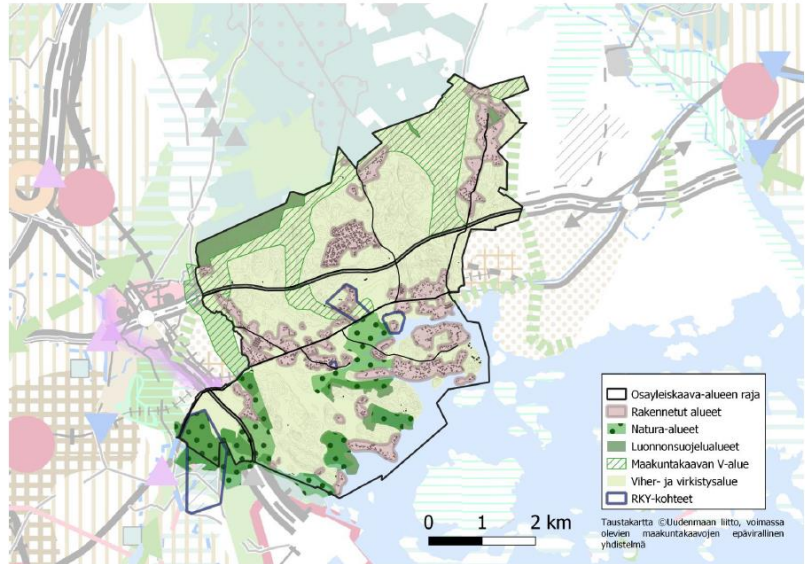 Osayleiskaava-alueen raja
Rakennetut alueet
Natura-alueet
Luonnonsuojelualueet
Maakuntakaavan V-alue
Viher- ja virkistysalue
RKY-kohteet
0 1 2 km
Taustakartta ©Uudenmaan liitto, voimassa
olevien maakuntakaavojen epävirallinen
yhdistelmä